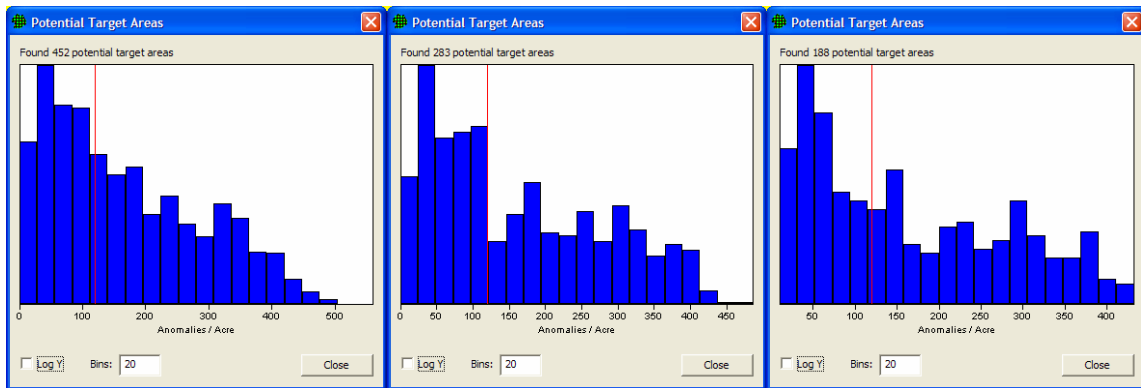 Potential Target Areas
Found 452 potential target areas
0 100 200 300 400 500
Anomalies / Acre
Log Y Bins: 20 Close
Potential Target Areas
Found 283 potential target areas
0 50 100 150 200 250 300 350 400 450
Anomalies / Acre
Log Y Bins: 20 Close
Potential Target Areas
Found 188 potential target areas
50 100 150 200 250 300 350 400
Anomalies / Acre
Log Y Bins: 20 Close